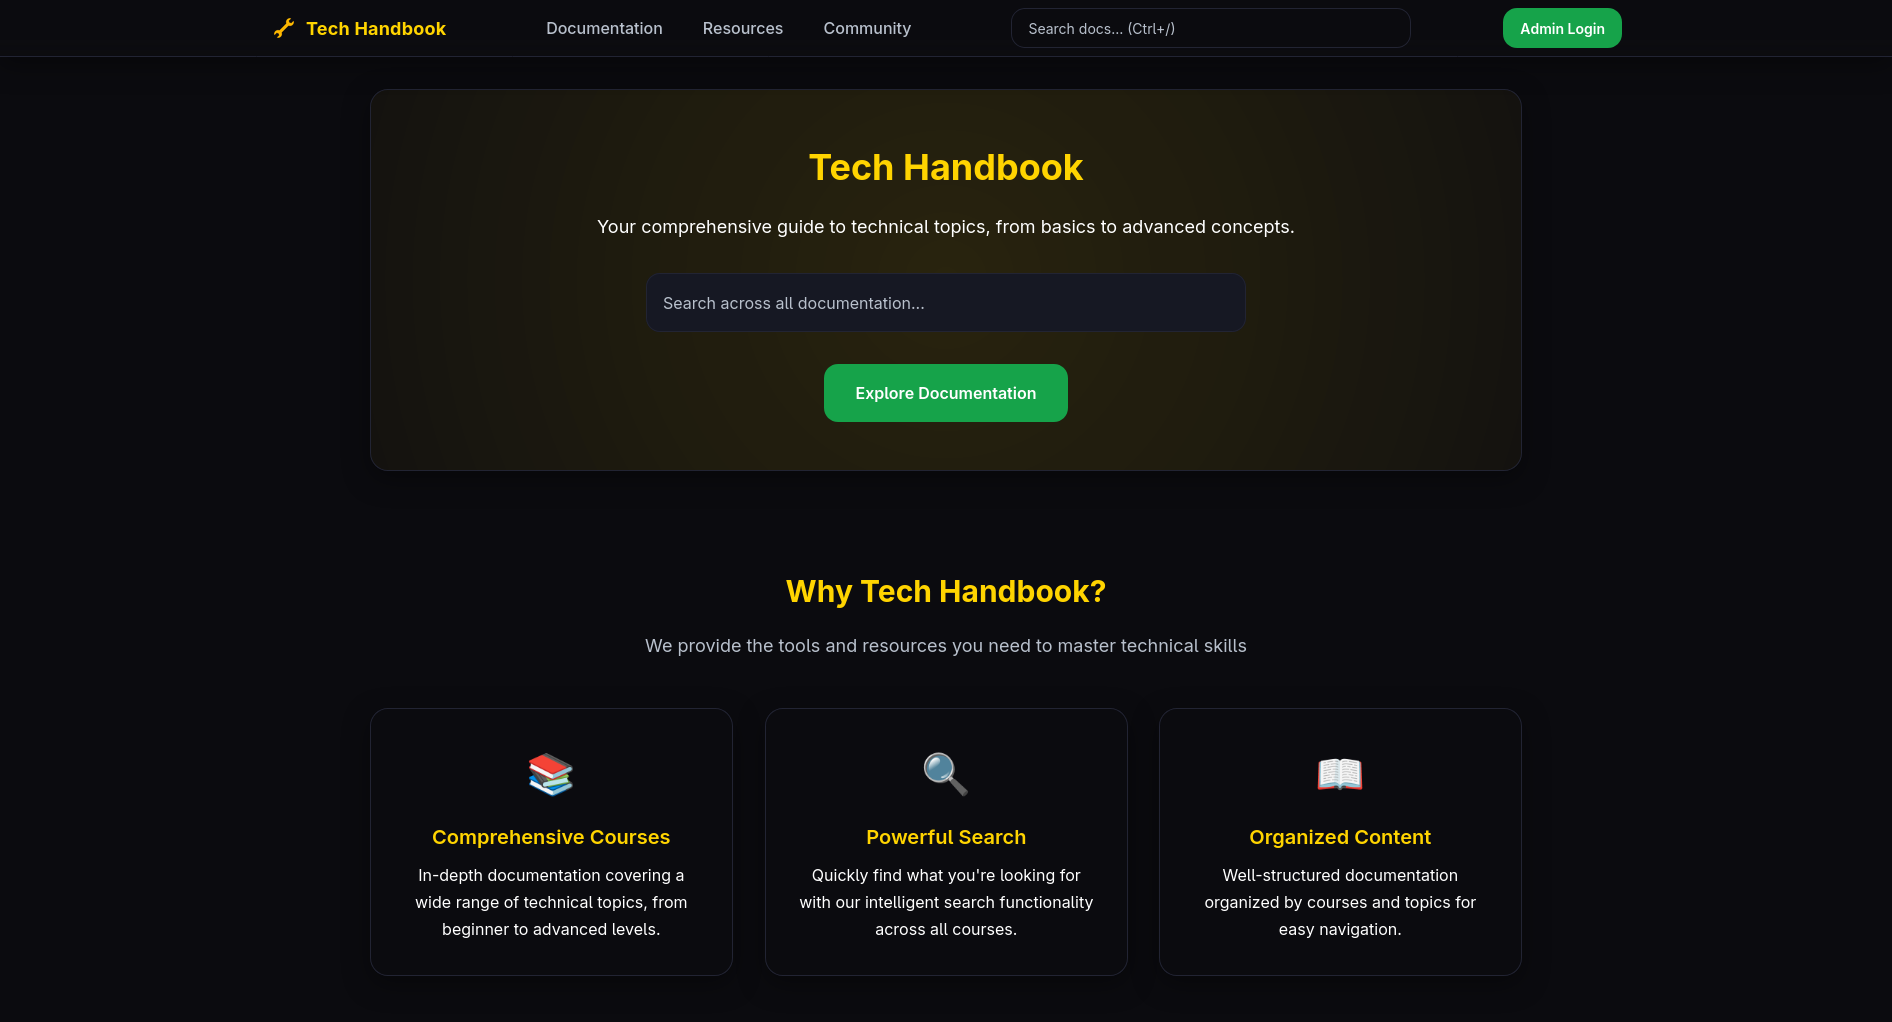 Tech Handbook
Documentation
Resources
Community
Search docs... (Ctrl+/)
Admin Login
Tech Handbook
Your comprehensive guide to technical topics, from basics to advanced concepts.
Search across all documentation...
Explore Documentation
Why Tech Handbook?
We provide the tools and resources you need to master technical skills
Comprehensive Courses
In-depth documentation covering a
wide range of technical topics, from
beginner to advanced levels.
Powerful Search
Quickly find what you're looking for
with our intelligent search functionality
across all courses.
Organized Content
Well-structured documentation
organized by courses and topics for
easy navigation.